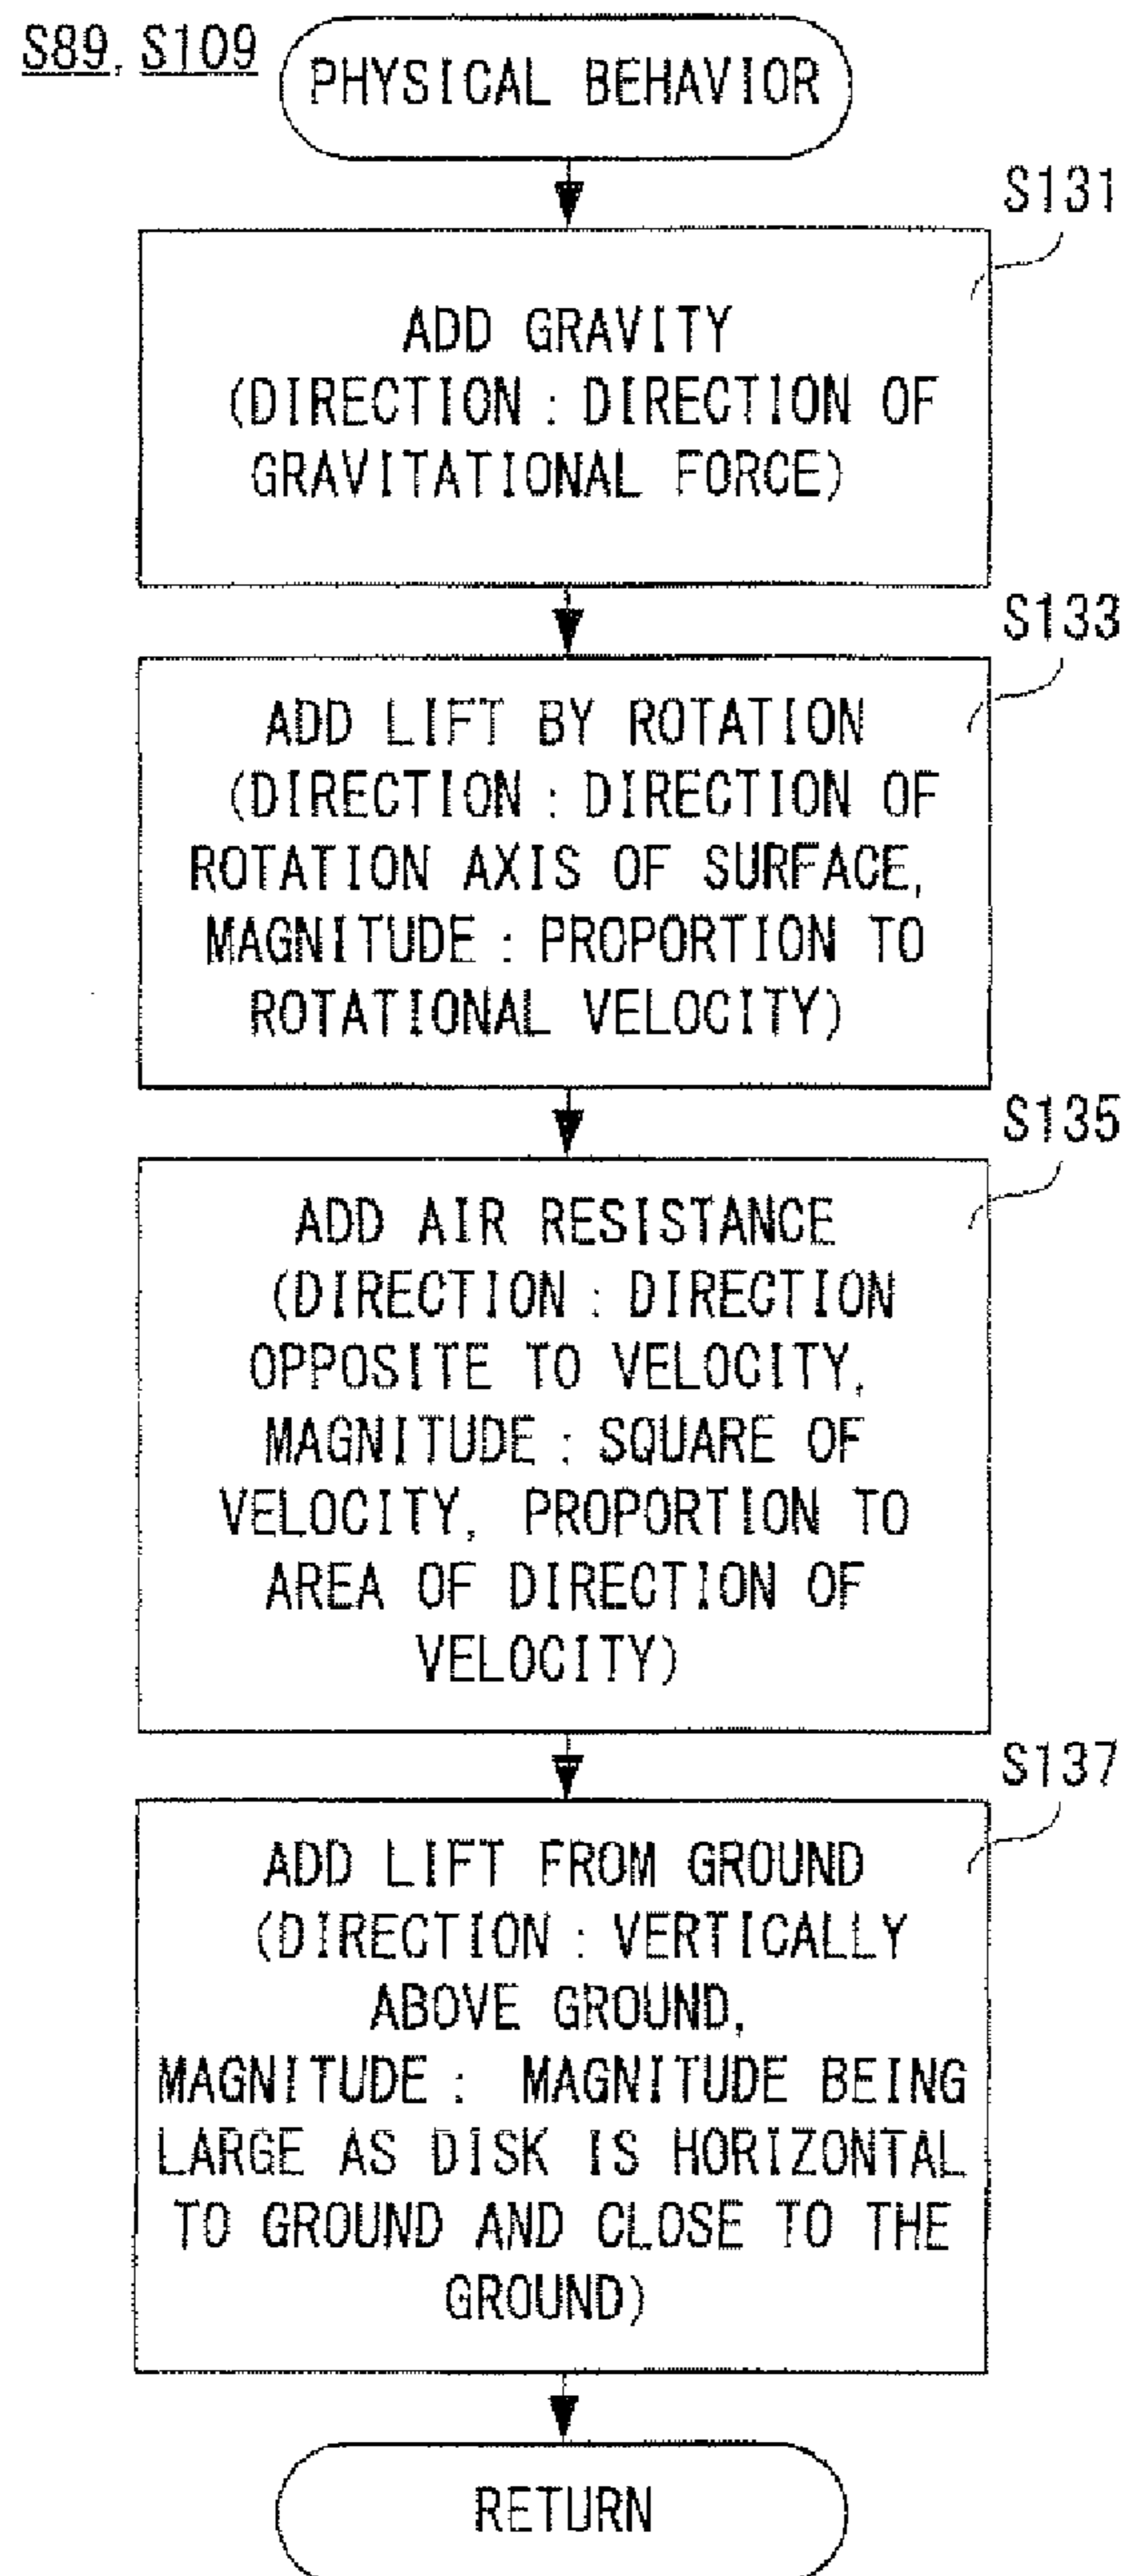 S89, S109
PHYSICAL BEHAVIOR
S131
ADD GRAVITY
(DIRECTION : DIRECTION OF
GRAVITATIONAL FORCE)
S133
ADD LIFT BY ROTATION
(DIRECTION : DIRECTION OF
ROTATION AXIS OF SURFACE,
MAGNITUDE : PROPORTION TO
ROTATIONAL VELOCITY)
S135
ADD AIR RESISTANCE
(DIRECTION : DIRECTION
OPPOSITE TO VELOCITY,
MAGNITUDE : SQUARE OF
VELOCITY, PROPORTION TO
AREA OF DIRECTION OF
VELOCITY)
S137
ADD LIFT FROM GROUND
(DIRECTION : VERTICALLY
ABOVE GROUND,
MAGNITUDE : MAGNITUDE BEING
LARGE AS DISK IS HORIZONTAL
TO GROUND AND CLOSE TO THE
GROUND)
RETURN